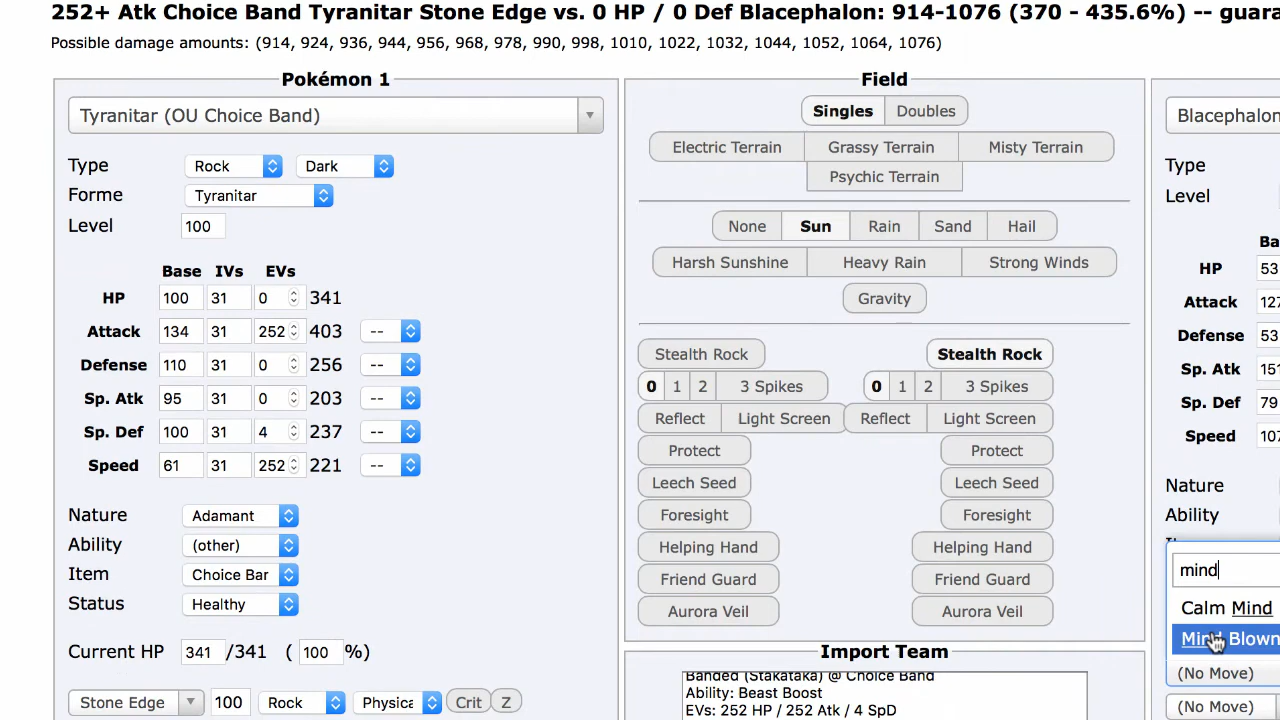 252+ Atk Choice Band Tyranitar Stone Edge vs. 0 HP / 0 Def Blacephalon: 914-1076 (370 - 435.6%) -- guara
Possible damage amounts: (914, 924, 936, 944, 956, 968, 978, 990, 998, 1010, 1022, 1032, 1044, 1052, 1064, 1076)
Pokémon 1
Tyranitar (OU Choice Band)
Type Rock Dark
Forme Tyranitar
Level 100
Base IVs EVs
HP 100 31 0 341
Attack 134 31 252 403 --
Defense 110 31 0 256 --
Sp. Atk 95 31 0 203 --
Sp. Def 100 31 4 237 --
Speed 61 31 252 221 --
Nature Adamant
Ability (other)
Item Choice Bar
Status Healthy
Current HP 341 /341 ( 100 %)
Stone Edge 100 Rock Physica Crit Z
Field
Singles Doubles
Electric Terrain Grassy Terrain Misty Terrain
Psychic Terrain
None Sun Rain Sand Hail
Harsh Sunshine Heavy Rain Strong Winds
Gravity
Stealth Rock Stealth Rock
0 1 2 3 Spikes 0 1 2 3 Spikes
Reflect Light Screen Reflect Light Screen
Protect Protect
Leech Seed Leech Seed
Foresight Foresight
Helping Hand Helping Hand
Friend Guard Friend Guard
Aurora Veil Aurora Veil
Import Team
Banded (Stakataka) @ Choice Band
Ability: Beast Boost
EVs: 252 HP / 252 Atk / 4 SpD
Blacephalon
Type
Level
Ba
HP 53
Attack 127
Defense 53
Sp. Atk 151
Sp. Def 79
Speed 107
Nature
Ability
mind
Calm Mind
Mind Blown
(No Move)
(No Move)